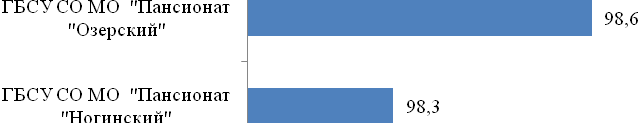 ГБСУ СО МО "Пансионат
"Озерский"
98,6
ГБСУ СО МО "Пансионат
"Ногинский"
98,3